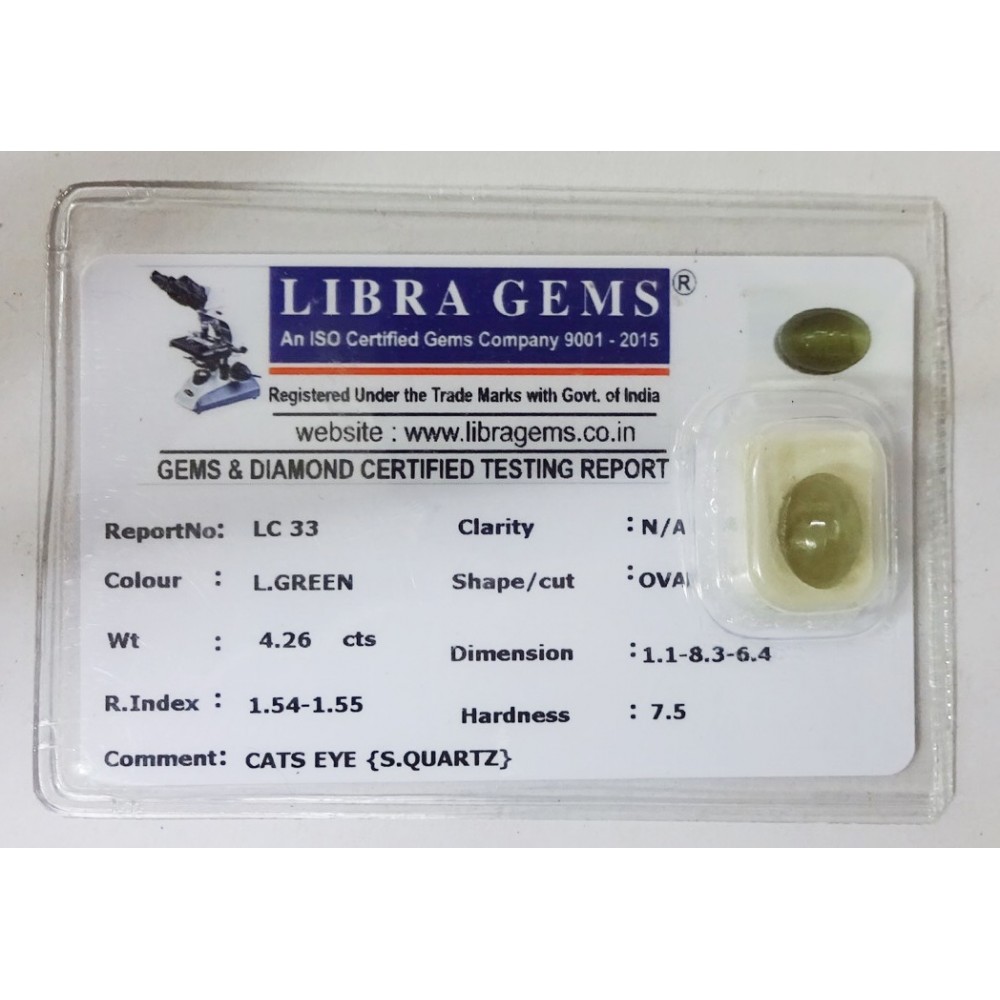 LIBRA GEMS ®
An ISO Certified Gems Company 9001 - 2015
Registered Under the Trade Marks with Govt. of India
website : www.libragems.co.in
GEMS & DIAMOND CERTIFIED TESTING REPORT
ReportNo: LC 33 Clarity : N/A
Colour : L.GREEN Shape/cut : OVA
Wt : 4.26 cts Dimension : 1.1-8.3-6.4
R.Index : 1.54-1.55 Hardness : 7.5
Comment: CATS EYE {S.QUARTZ}